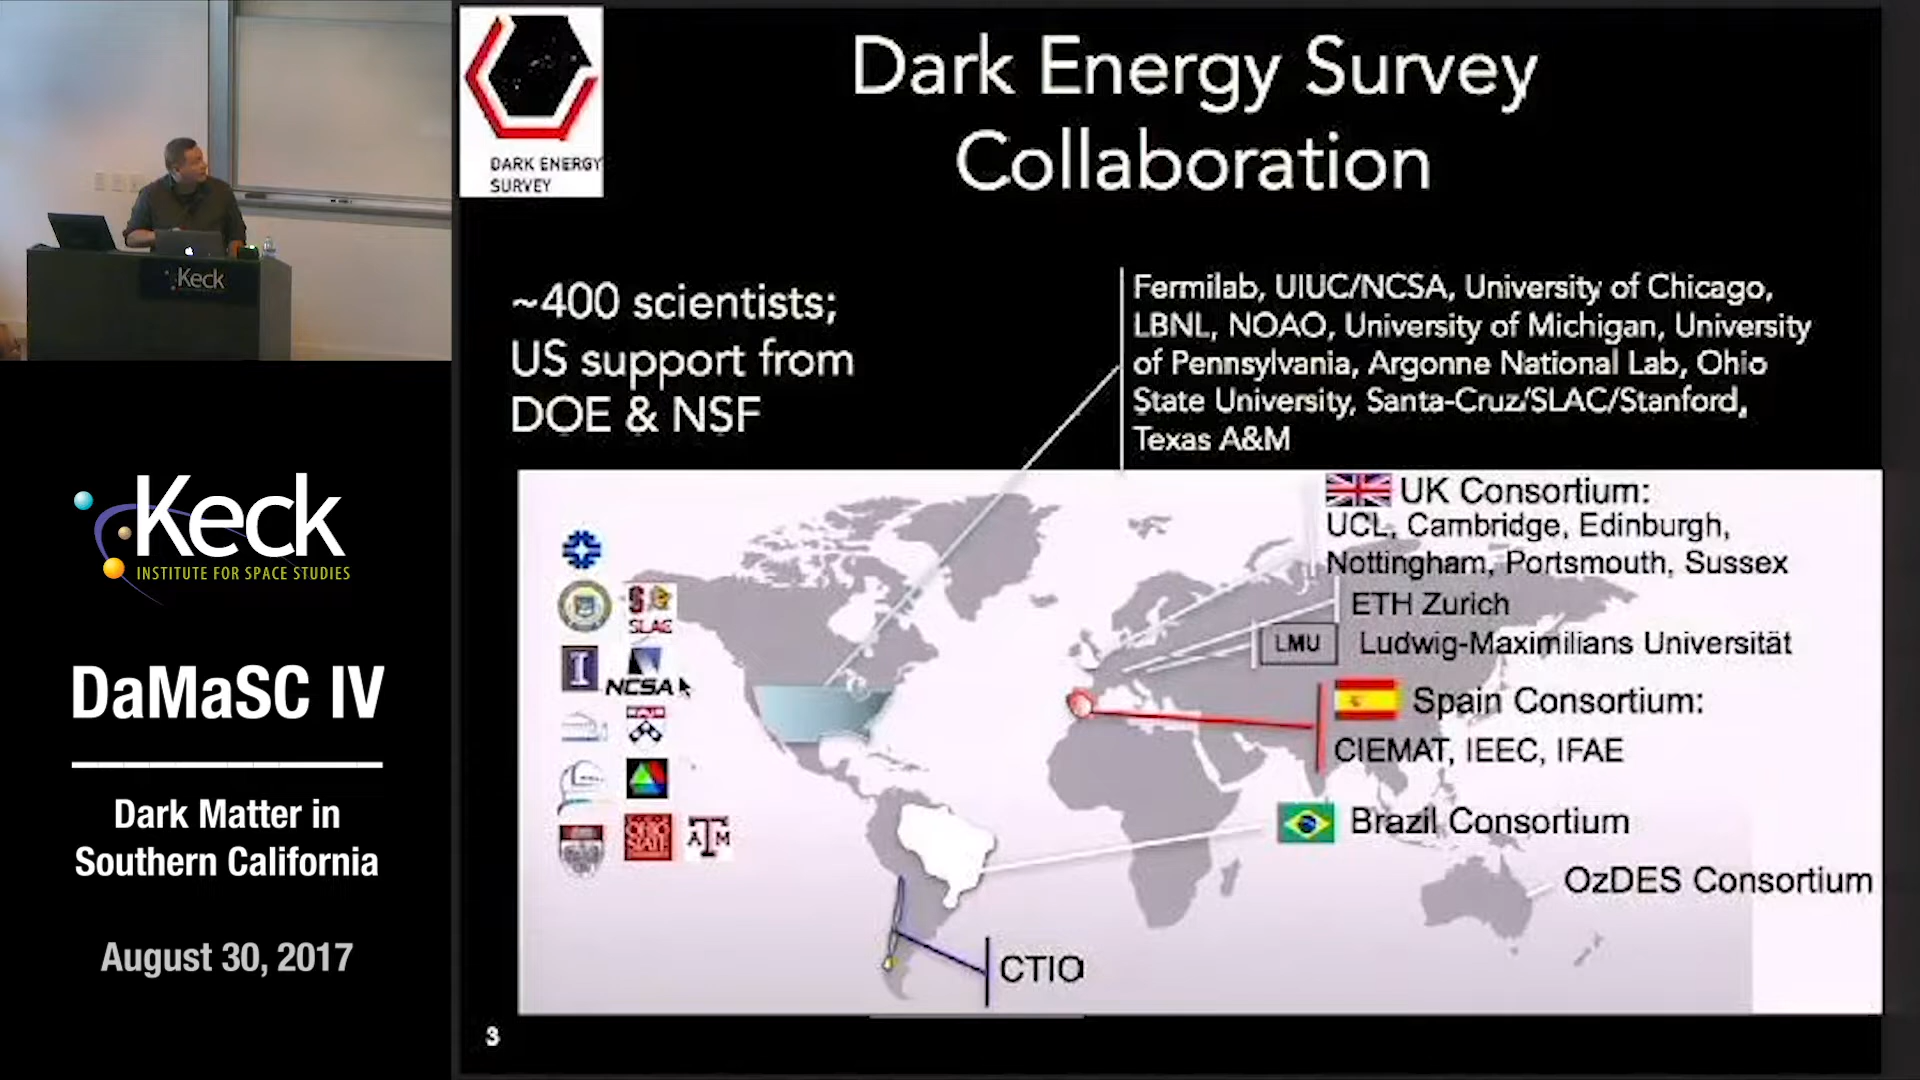 DARK ENERGY
SURVEY
Dark Energy Survey
Collaboration
~400 scientists;
US support from
DOE & NSF
Fermilab, UIUC/NCSA, University of Chicago,
LBNL, NOAO, University of Michigan, University
of Pennsylvania, Argonne National Lab, Ohio
State University, Santa-Cruz/SLAC/Stanford,
Texas A&M
UK Consortium:
UCL, Cambridge, Edinburgh,
Nottingham, Portsmouth, Sussex
ETH Zurich
LMU Ludwig-Maximilians Universität
Spain Consortium:
CIEMAT, IEEC, IFAE
Brazil Consortium
OzDES Consortium
CTIO
SLAC
I
NCSA
OHIO
STATE
ATM
3
Keck
Keck
INSTITUTE FOR SPACE STUDIES
DaMaSC IV
Dark Matter in
Southern California
August 30, 2017